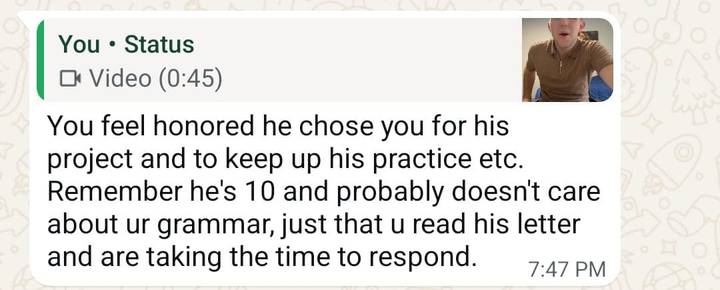 You • Status
Video (0:45)
You feel honored he chose you for his
project and to keep up his practice etc.
Remember he's 10 and probably doesn't care
about ur grammar, just that u read his letter
and are taking the time to respond.
7:47 PM